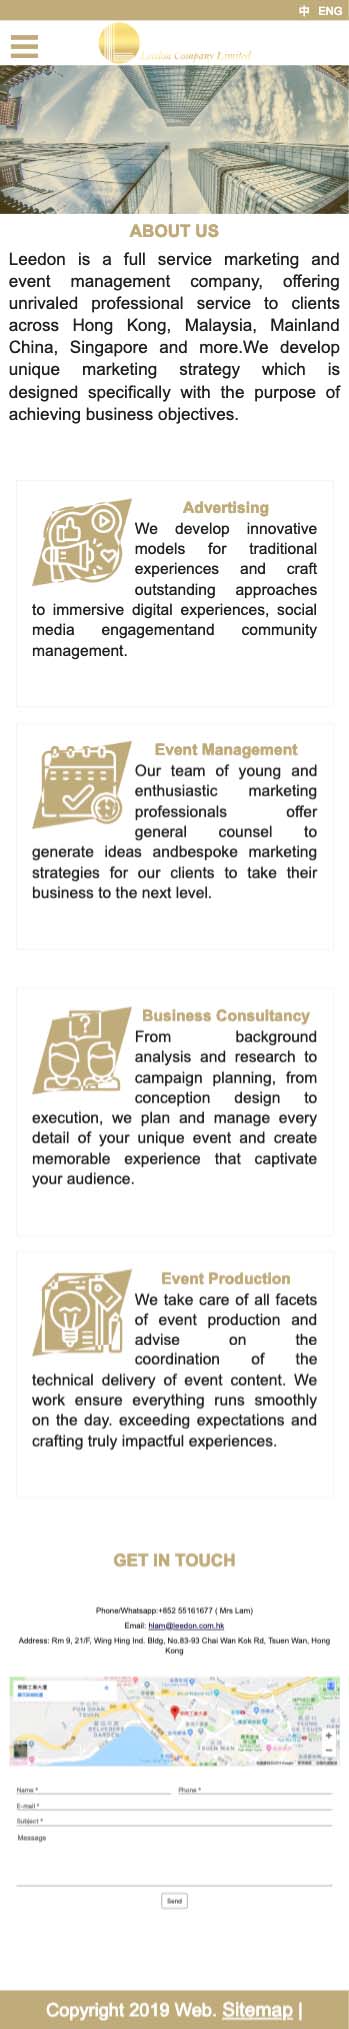 中 ENG
Leedon Company Limited
ABOUT US
Leedon is a full service marketing and
event management company, offering
unrivaled professional service to clients
across Hong Kong, Malaysia, Mainland
China, Singapore and more.We develop
unique marketing strategy which is
designed specifically with the purpose of
achieving business objectives.
Advertising
We develop innovative
models for traditional
experiences and craft
outstanding approaches
to immersive digital experiences, social
media engagementand community
management.
Event Management
Our team of young and
enthusiastic marketing
professionals offer
general counsel to
generate ideas andbespoke marketing
strategies for our clients to take their
business to the next level.
Business Consultancy
From background
analysis and research to
campaign planning, from
conception design to
execution, we plan and manage every
detail of your unique event and create
memorable experience that captivate
your audience.
Event Production
We take care of all facets
of event production and
advise on the
coordination of the
technical delivery of event content. We
work ensure everything runs smoothly
on the day. exceeding expectations and
crafting truly impactful experiences.
GET IN TOUCH
Phone/Whatsapp:+852 55161677 ( Mrs Lam)
Email: hlam@leedon.com.hk
Address: Rm 9, 21/F, Wing Hing Ind. Bldg, No.83-93 Chai Wan Kok Rd, Tsuen Wan, Hong
Kong
Name *
Phone *
E-mail *
Subject *
Message
Send
Copyright 2019 Web. Sitemap |